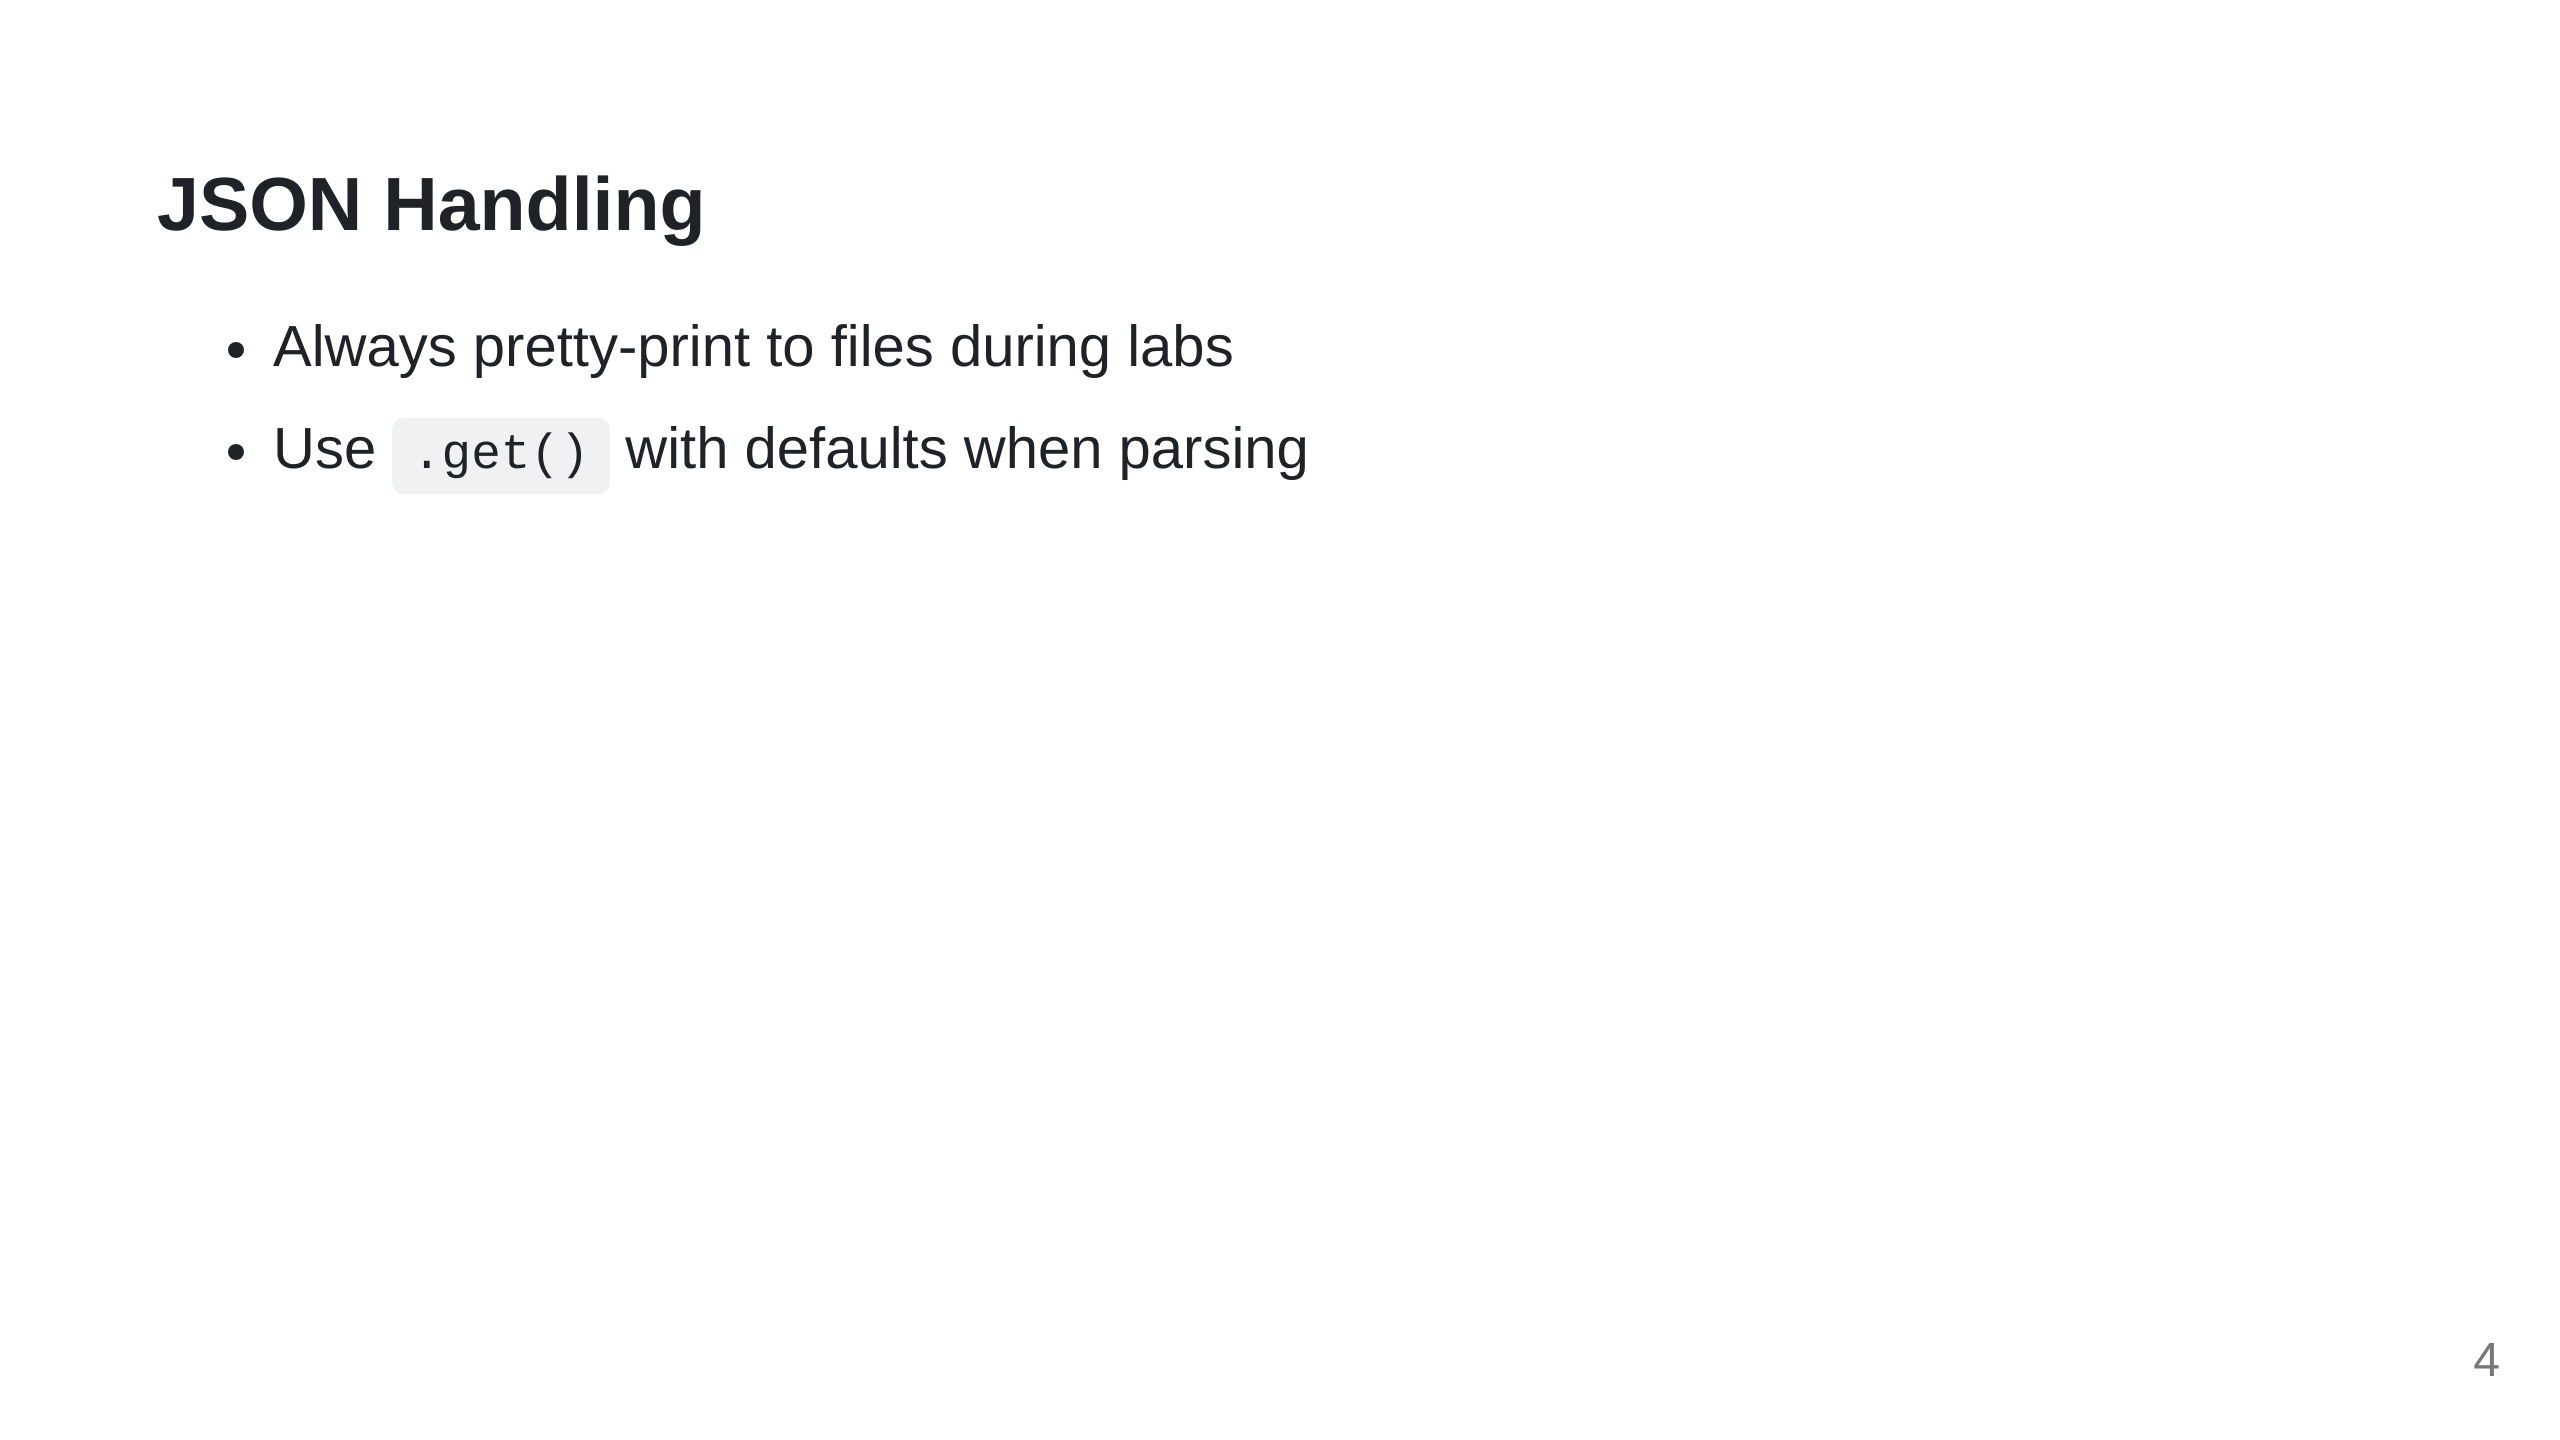 JSON Handling
• Always pretty-print to files during labs
• Use .get() with defaults when parsing
4